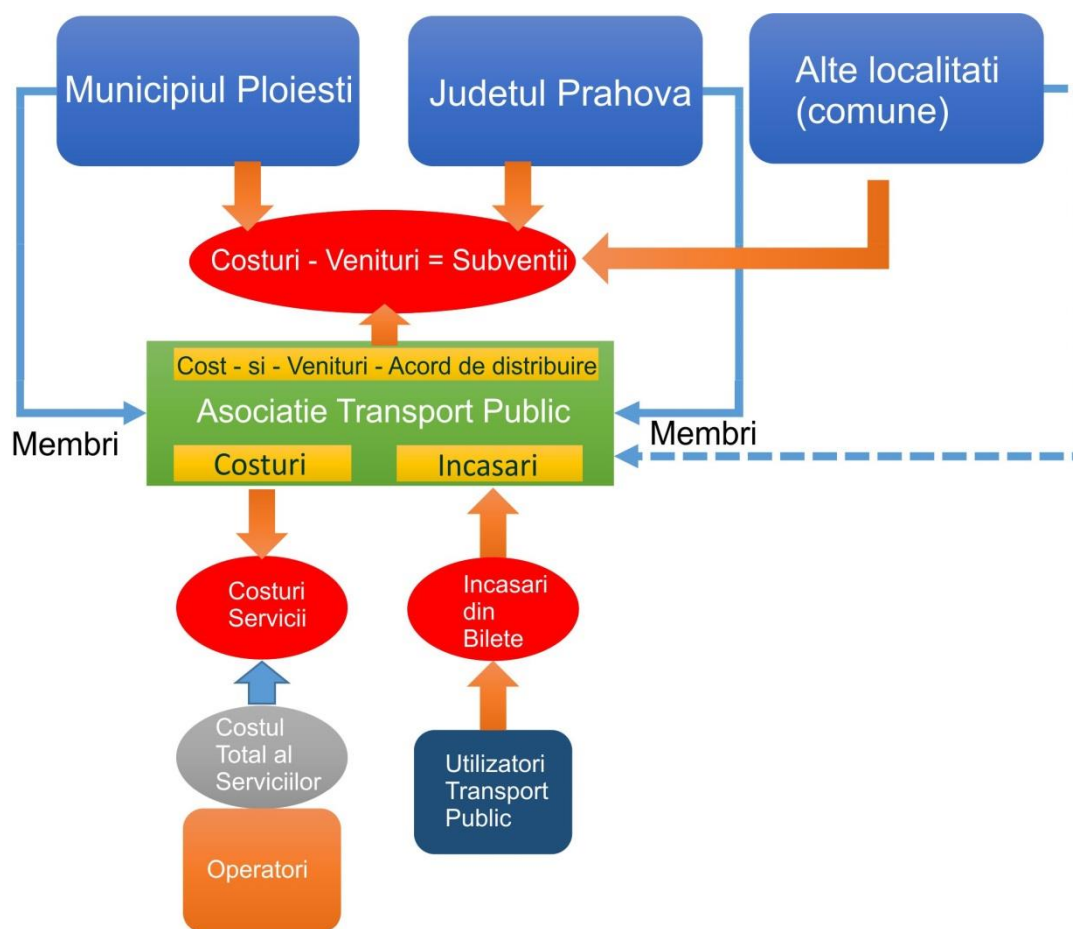 Municipiul Ploiesti
Judetul Prahova
Alte localitati
(comune)
Costuri - Venituri = Subventii
Cost - si - Venituri - Acord de distribuire
Asociatie Transport Public
Membri
Membri
Costuri
Incasari
Costuri
Servicii
Incasari
din
Bilete
Costul
Total al
Serviciilor
Utilizatori
Transport
Public
Operatori